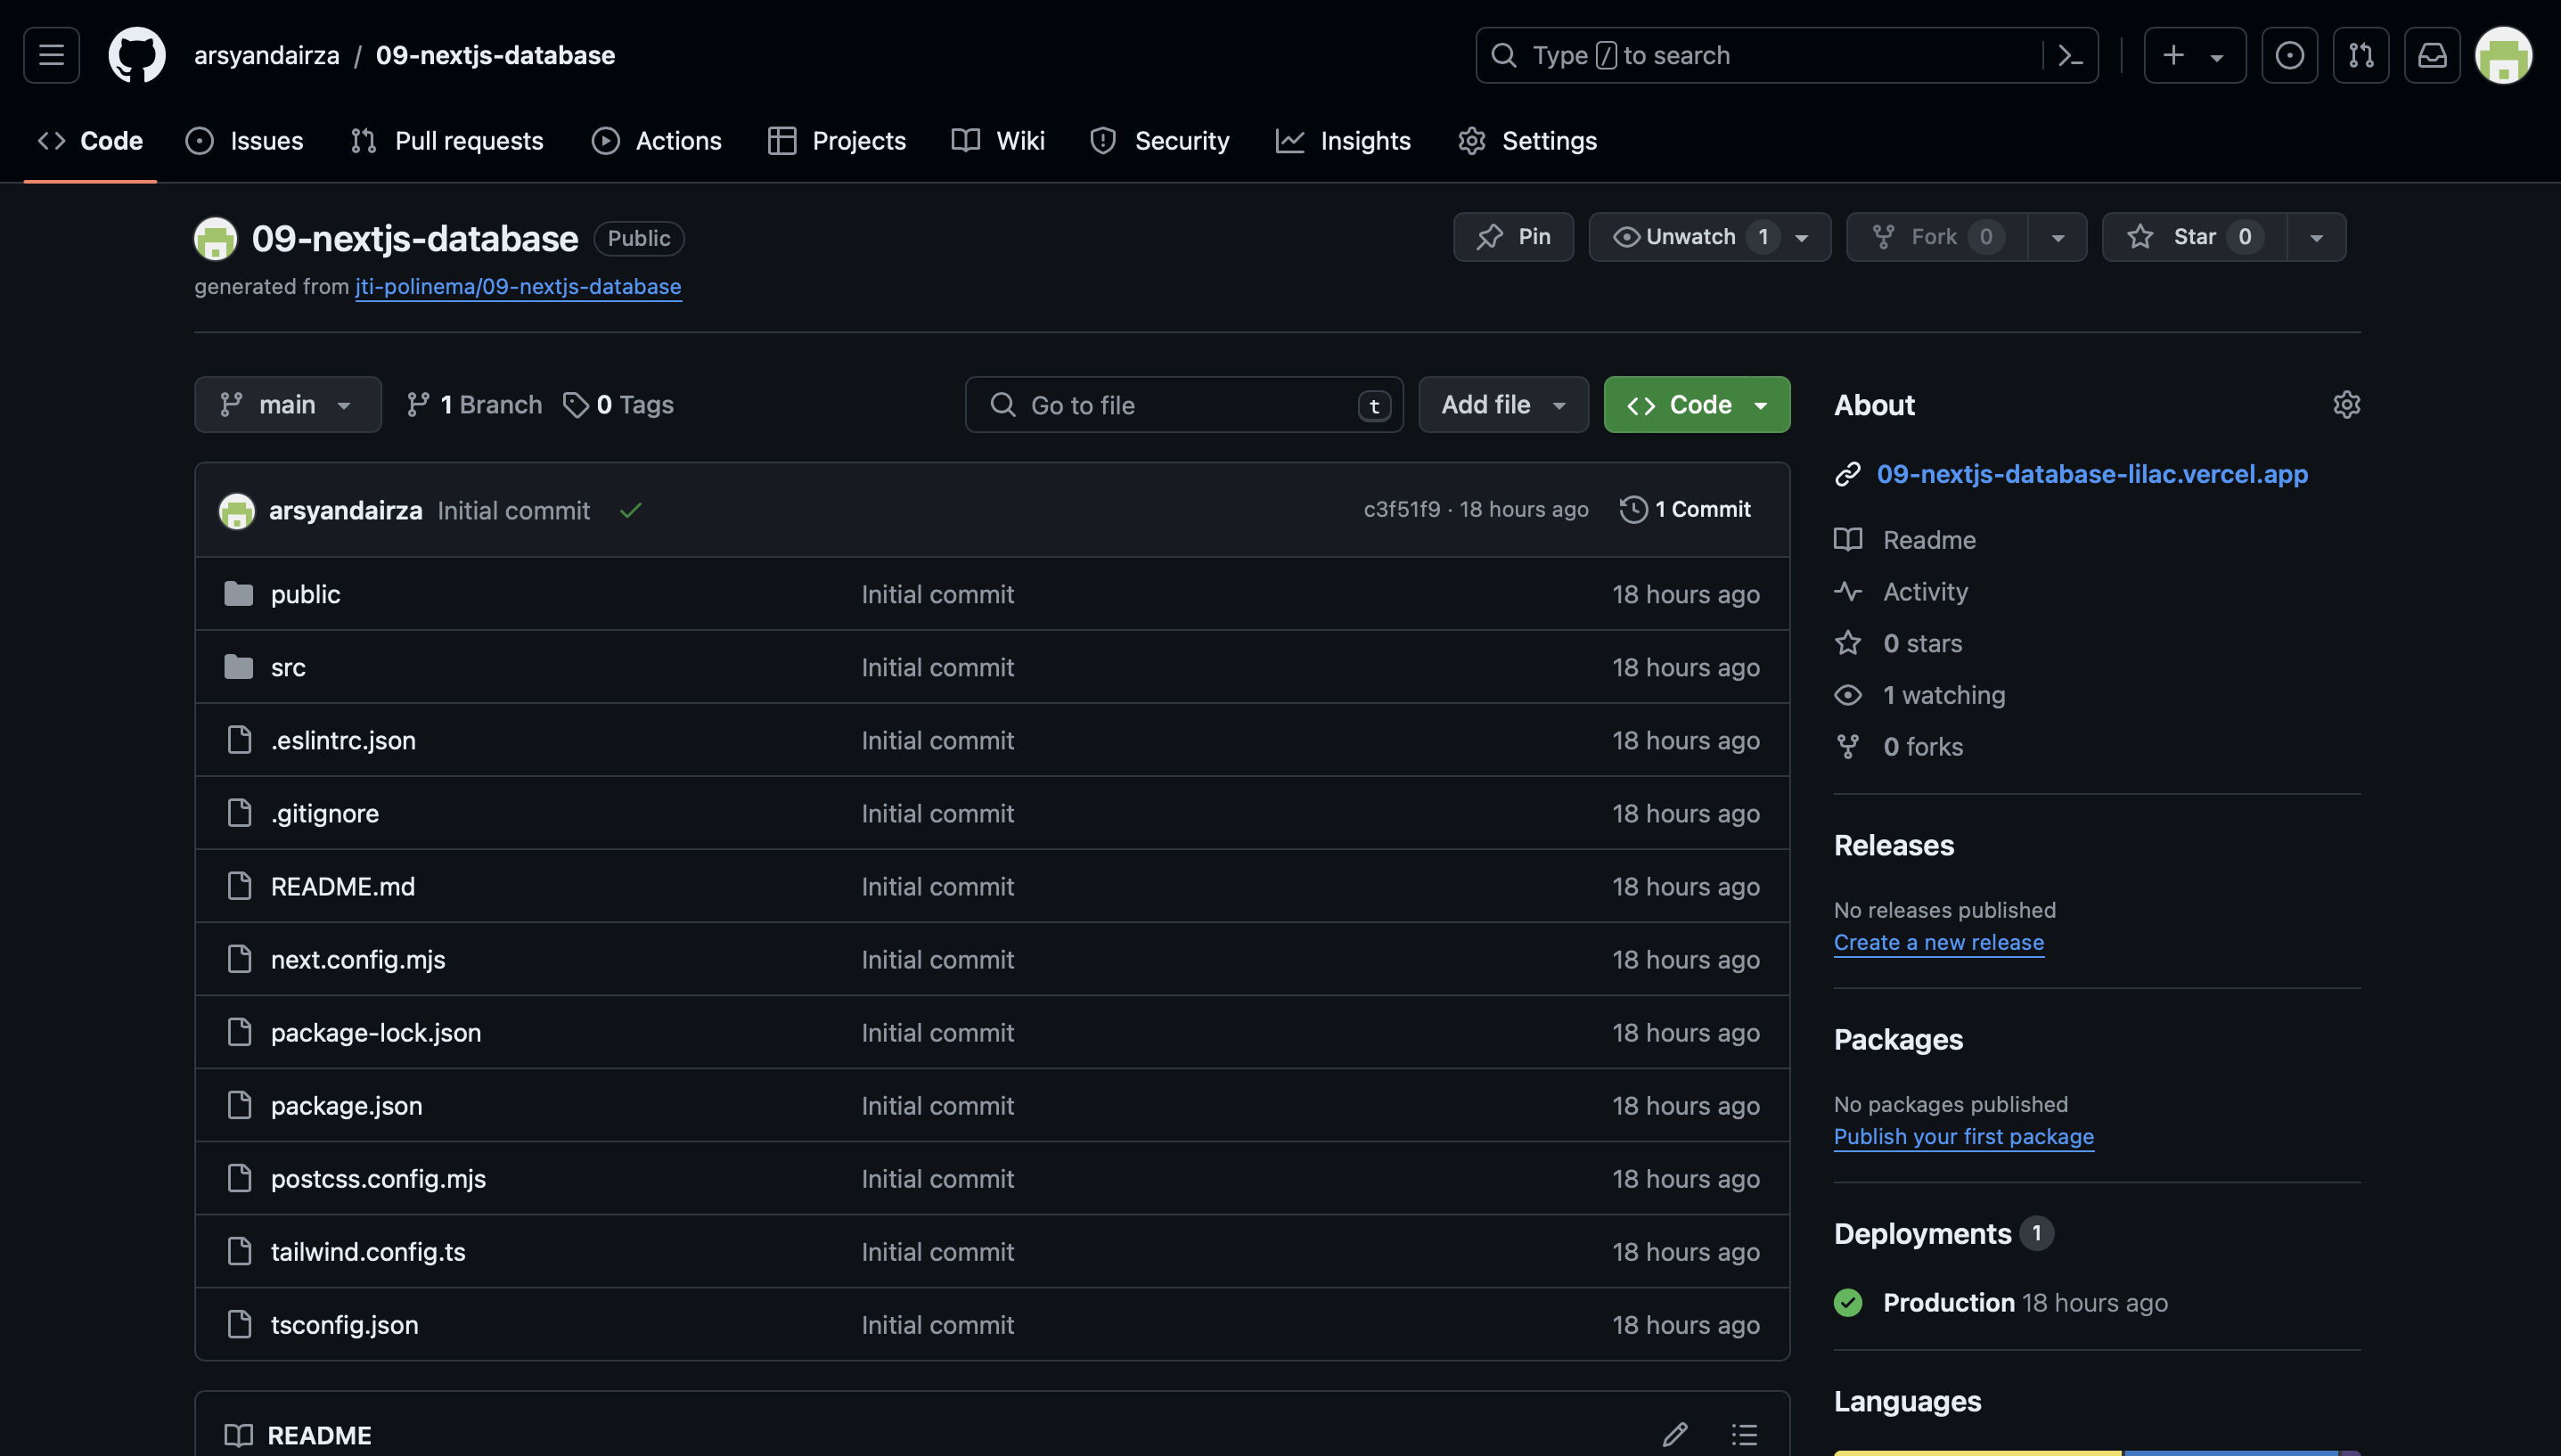 arsyandairza / 09-nextjs-database
Type / to search
Code Issues Pull requests Actions Projects Wiki Security Insights Settings
09-nextjs-database Public
Pin Unwatch 1 Fork 0 Star 0
generated from jti-polinema/09-nextjs-database
main 1 Branch 0 Tags Go to file t Add file Code
arsyandairza Initial commit c3f51f9 · 18 hours ago 1 Commit
public Initial commit 18 hours ago
src Initial commit 18 hours ago
.eslintrc.json Initial commit 18 hours ago
.gitignore Initial commit 18 hours ago
README.md Initial commit 18 hours ago
next.config.mjs Initial commit 18 hours ago
package-lock.json Initial commit 18 hours ago
package.json Initial commit 18 hours ago
postcss.config.mjs Initial commit 18 hours ago
tailwind.config.ts Initial commit 18 hours ago
tsconfig.json Initial commit 18 hours ago
README
About
09-nextjs-database-lilac.vercel.app
Readme
Activity
0 stars
1 watching
0 forks
Releases
No releases published
Create a new release
Packages
No packages published
Publish your first package
Deployments 1
Production 18 hours ago
Languages